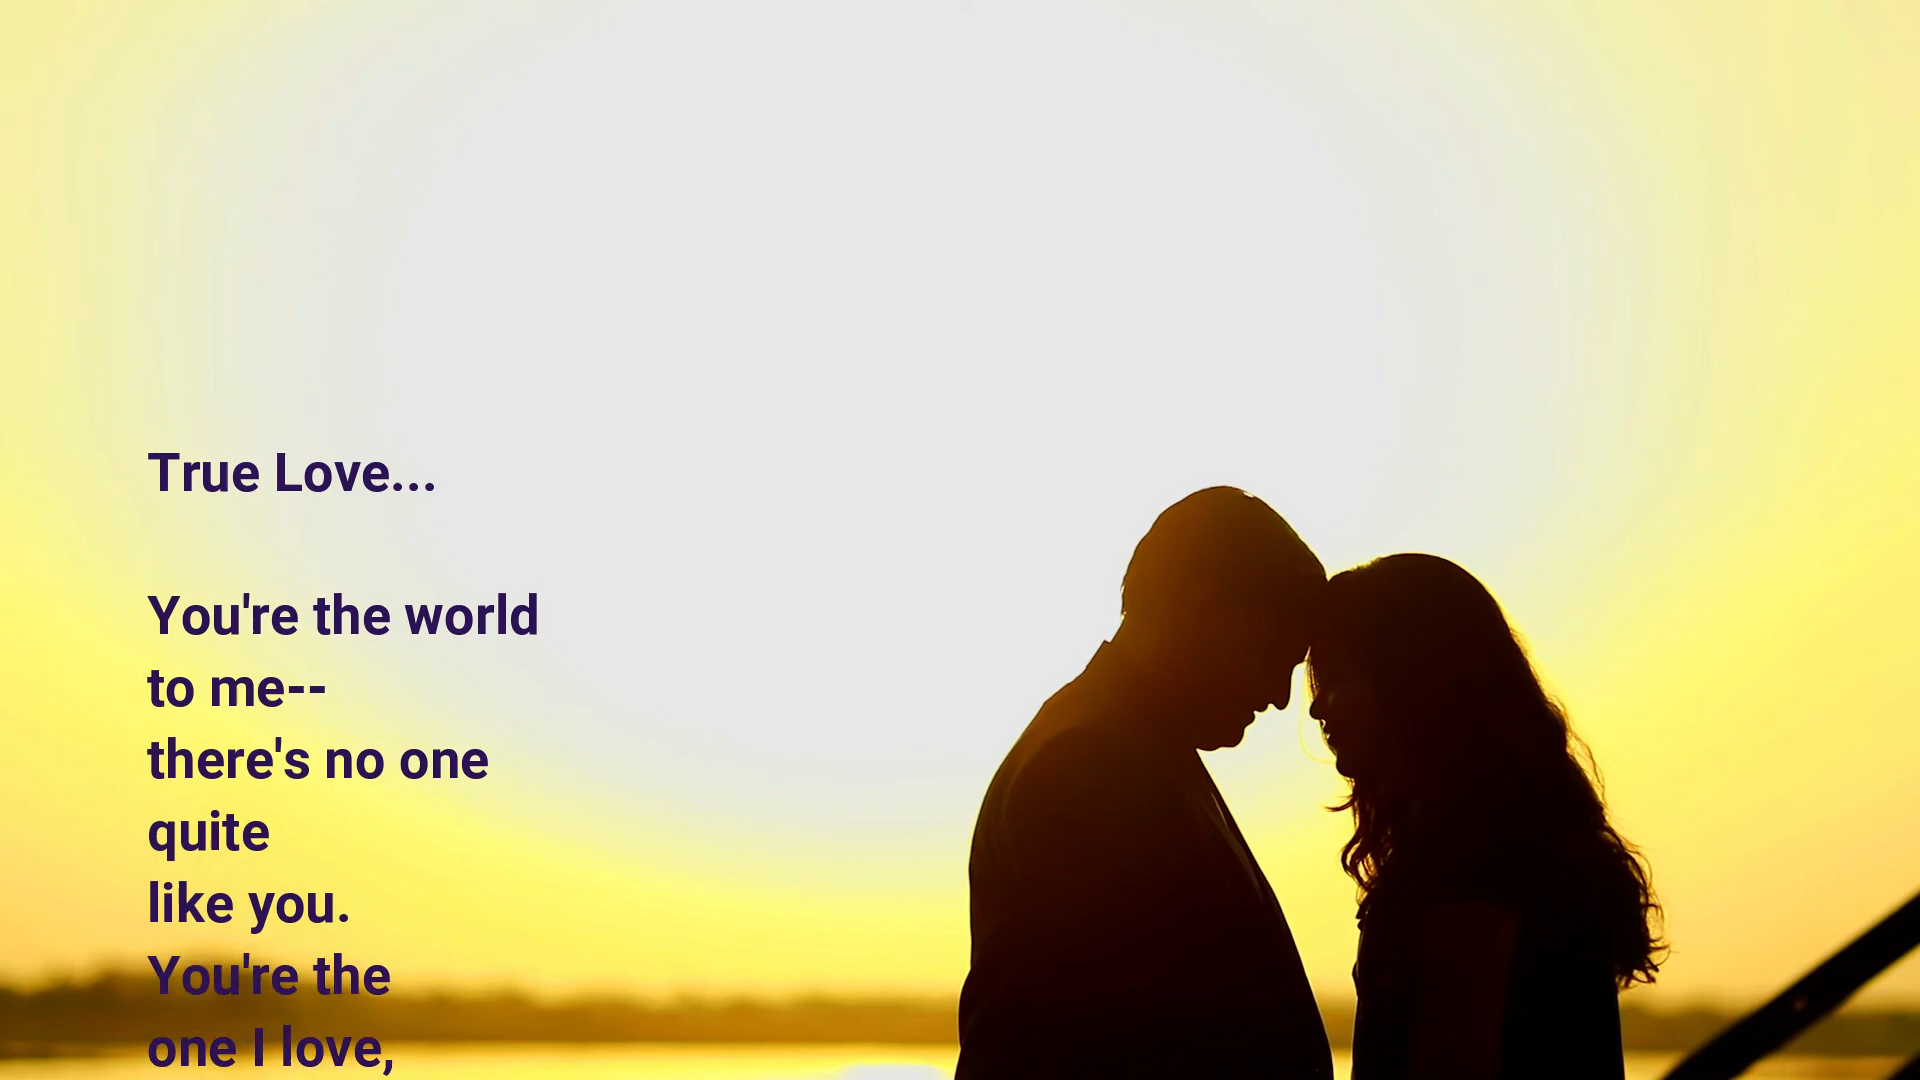 True Love...
You're the world
to me--
there's no one
quite
like you.
You're the
one I love,